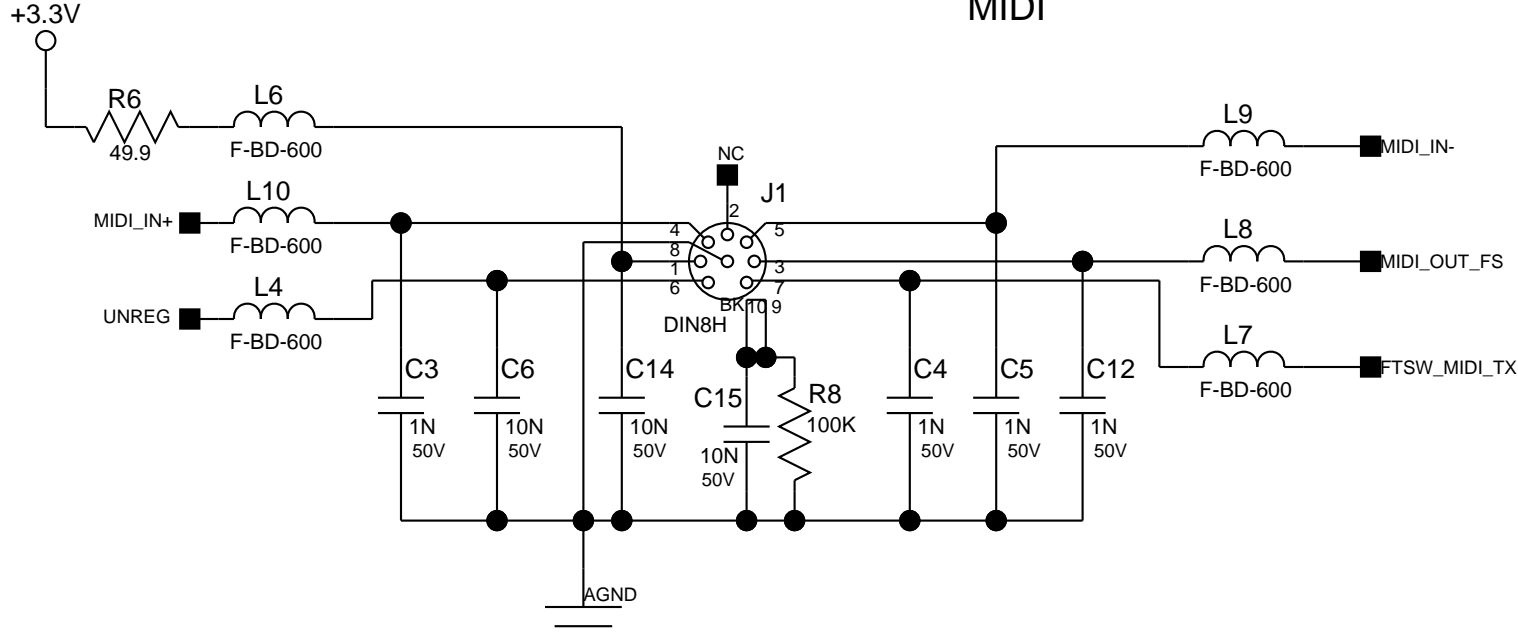 MIDI
+3.3V
R6
49.9
L6
F-BD-600
L9
F-BD-600
MIDI_IN-
NC
J1
MIDI_IN+
L10
F-BD-600
2
4
5
8
1
3
6
7
L8
F-BD-600
MIDI_OUT_FS
UNREG
L4
F-BD-600
BK
10
9
DIN8H
L7
F-BD-600
FTSW_MIDI_TX
C3
1N
50V
C6
10N
50V
C14
10N
50V
C15
10N
50V
R8
100K
C4
1N
50V
C5
1N
50V
C12
1N
50V
AGND